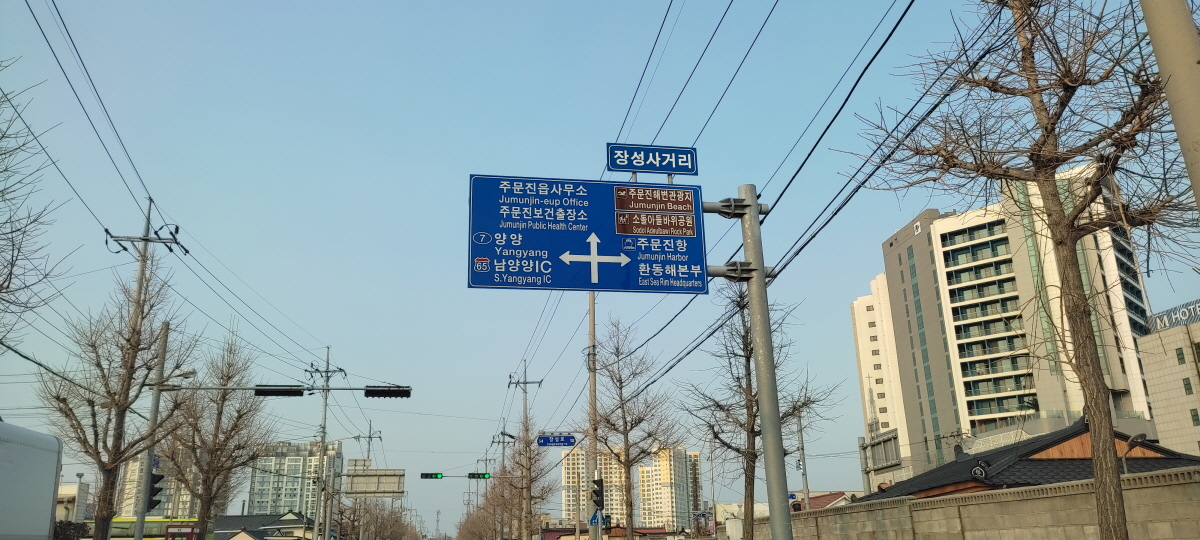 장성사거리
주문진읍사무소
Jumunjin-eup Office
주문진보건출장소
Jumunjin Public Health Center
7 양양
Yangyang
65 남양양IC
S.Yangyang IC
주문진해변관광지
Jumunjin Beach
소돌아들바위공원
Sodol Adeulbawi Rock Park
주문진항
Jumunjin Harbor
환동해본부
East Sea Rim Headquarters
장성로
M HOTE